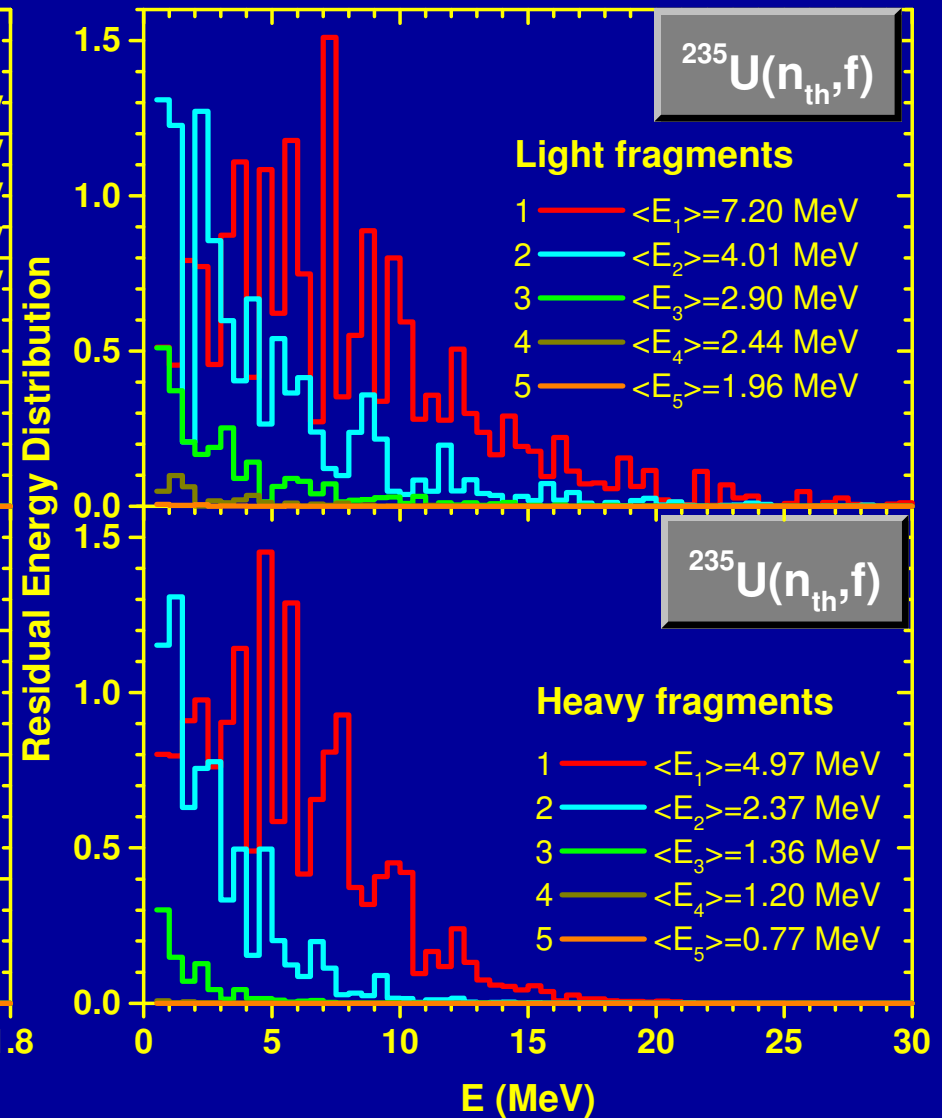 Residual Energy Distribution
1.5
1.0
0.5
0.0
²³⁵U(nₜₕ,f)
Light fragments
1 <E₁>=7.20 MeV
2 <E₂>=4.01 MeV
3 <E₃>=2.90 MeV
4 <E₄>=2.44 MeV
5 <E₅>=1.96 MeV
1.5
1.0
0.5
0.0
²³⁵U(nₜₕ,f)
Heavy fragments
1 <E₁>=4.97 MeV
2 <E₂>=2.37 MeV
3 <E₃>=1.36 MeV
4 <E₄>=1.20 MeV
5 <E₅>=0.77 MeV
.8 0 5 10 15 20 25 30
E (MeV)